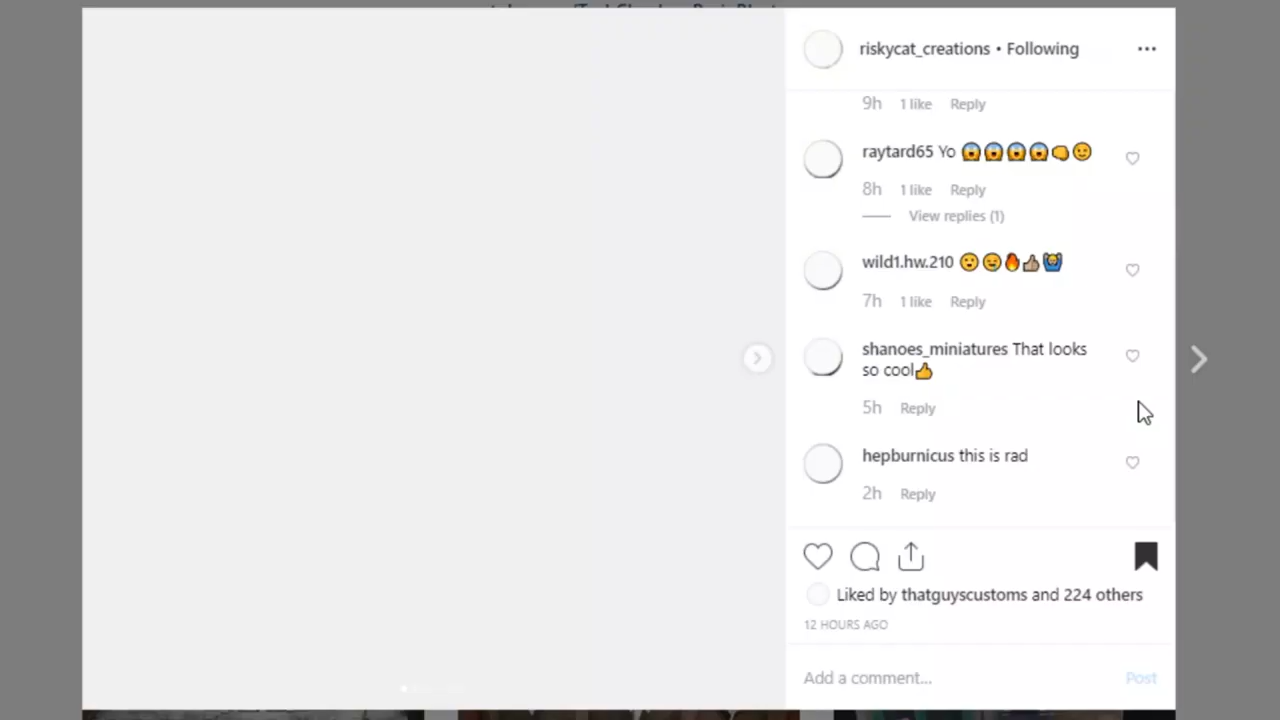 riskycat_creations • Following
9h 1 like Reply
raytard65 Yo 😱😱😱😱🤜😉
8h 1 like Reply
View replies (1)
wild1.hw.210 😮😄🔥👍🏽🙌
7h 1 like Reply
shanoes_miniatures That looks
so cool👍
5h Reply
hepburnicus this is rad
2h Reply
Liked by thatguyscustoms and 224 others
12 HOURS AGO
Add a comment... Post